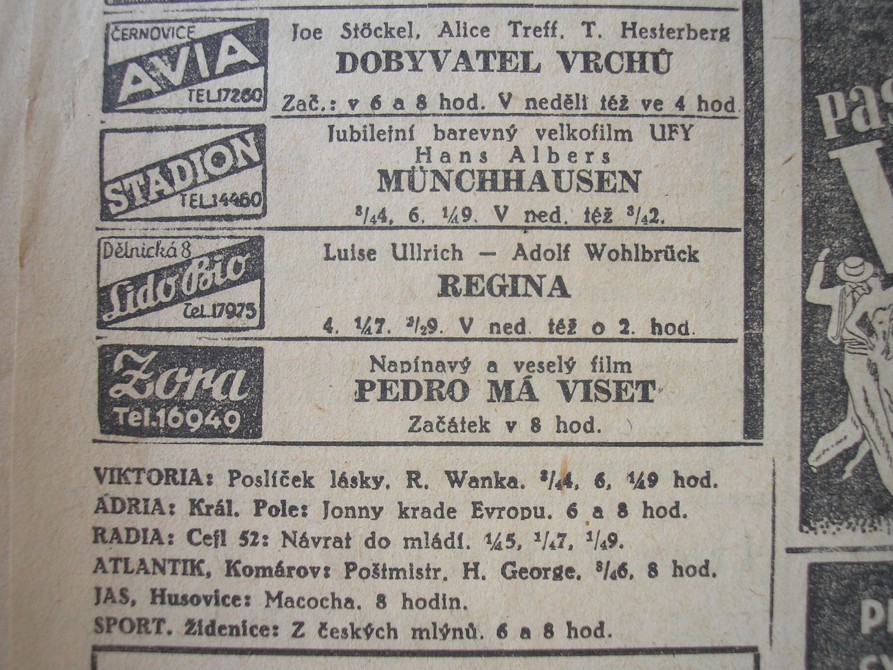 ČERNOVICE
AVIA
TEL.17260
Joe Stöckel, Alice Treff, T. Hesterberg
DOBYVATEL VRCHŮ
Zač.: v 6 a 8 hod. V neděli též ve 4 hod.
STADION
TEL.14460
Jubilejní barevný velkofilm UFY
Hans Albers
MÜNCHHAUSEN
¾4, 6, ¼9. V ned. též ¾2.
Dělnická 8
Lido Bio
Tel.17975
Luise Ullrich — Adolf Wohlbrück
REGINA
4. ¼7. ½9. V ned. též o 2. hod.
Zora
Tel.16949
Napínavý a veselý film
PEDRO MÁ VISET
Začátek v 8 hod.
VIKTORIA: Poslíček lásky, R. Wanka. ¾4, 6, ¼9 hod.
ADRIA: Král. Pole: Jonny krade Evropu. 6 a 8 hod.
RADIA: Cejl 52: Návrat do mládí. ¼5, ¼7, ¼9.
ATLANTIK, Komárov: Poštmistr. H. George. ¾6, 8 hod.
JAS, Husovice: Macocha. 8 hodin.
SPORT. Židenice: Z českých mlýnů. 6 a 8 hod.
pas